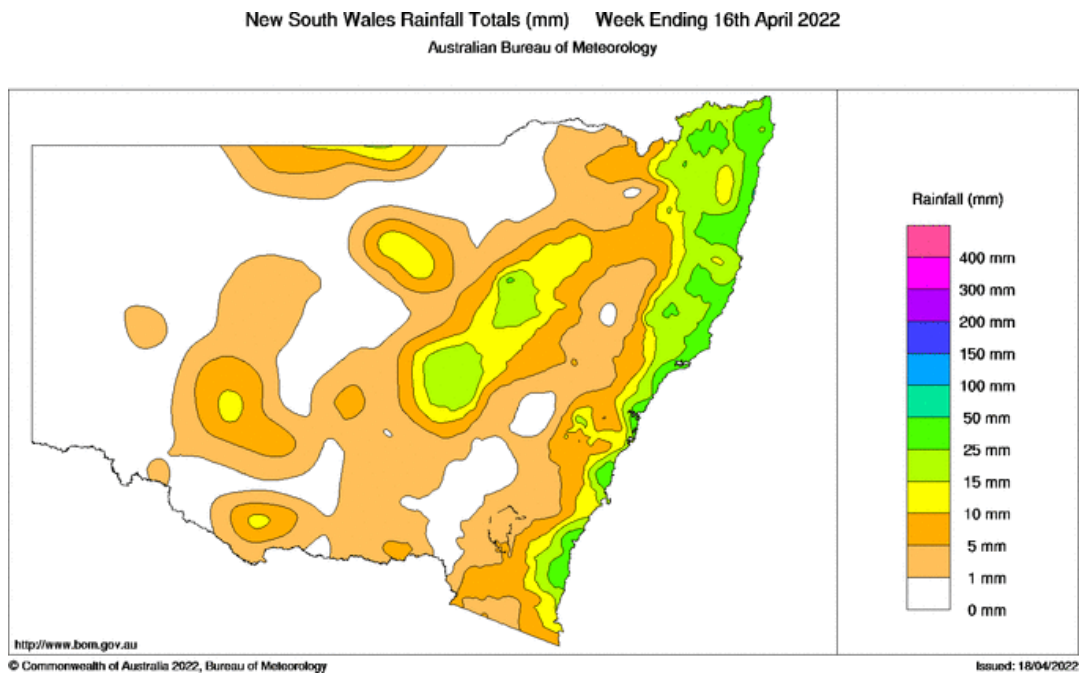 New South Wales Rainfall Totals (mm) Week Ending 16th April 2022
Australian Bureau of Meteorology
Rainfall (mm)
400 mm
300 mm
200 mm
150 mm
100 mm
50 mm
25 mm
15 mm
10 mm
5 mm
1 mm
0 mm
http://www.bom.gov.au
© Commonwealth of Australia 2022, Bureau of Meteorology
Issued: 18/04/2022